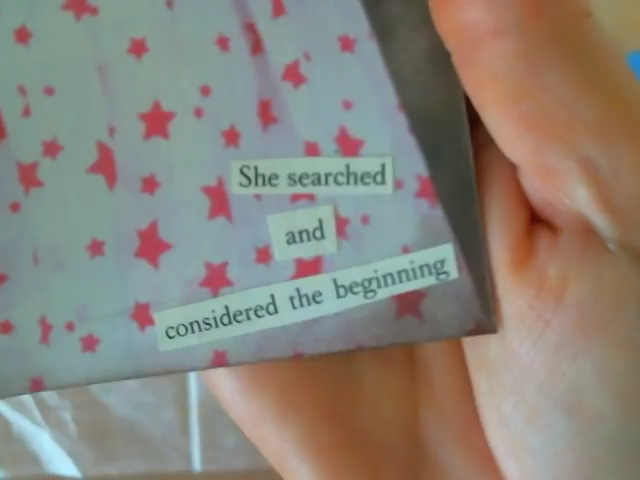 She searched
and
considered the beginning